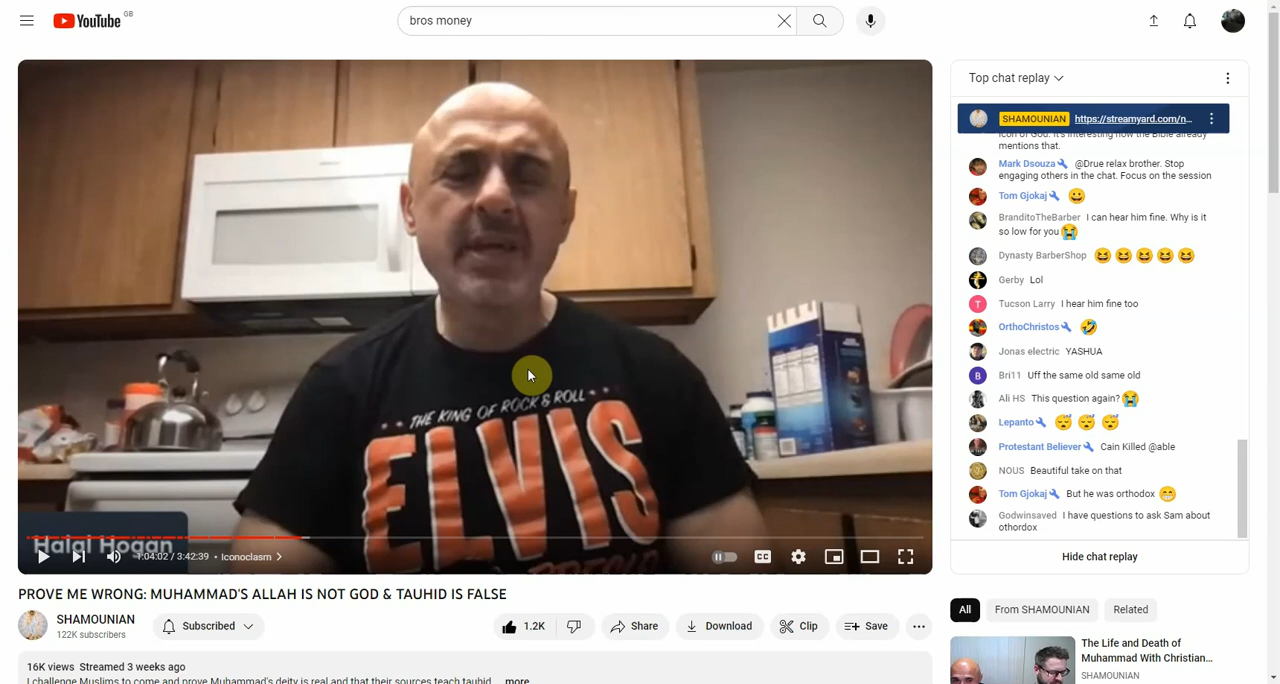 YouTube GB
bros money
THE KING OF ROCK & ROLL
ELVIS
Halal Hogan
1:04:02 / 3:42:39 • Iconoclasm >
CC
PROVE ME WRONG: MUHAMMAD'S ALLAH IS NOT GOD & TAUHID IS FALSE
SHAMOUNIAN
122K subscribers
Subscribed
1.2K
Share
Download
Clip
Save
16K views Streamed 3 weeks ago
I challenge Muslims to come and prove Muhammad's deity is real and that their sources teach tauhid. ...more
Top chat replay
SHAMOUNIAN https://streamyard.com/n...
icon of God. It's interesting how the Bible already
mentions that.
Mark Dsouza @Drue relax brother. Stop
engaging others in the chat. Focus on the session
Tom Gjokaj 😀
BranditoTheBarber I can hear him fine. Why is it
so low for you 😭
Dynasty BarberShop 😆😆😆😆😆
Gerby Lol
Tucson Larry I hear him fine too
OrthoChristos 🤣
Jonas electric YASHUA
B Bri11 Uff the same old same old
Ali HS This question again? 😭
Lepanto 😴😴😴
Protestant Believer Cain Killed @able
NOUS Beautiful take on that
Tom Gjokaj But he was orthodox 😁
Godwinsaved I have questions to ask Sam about
othordox
Hide chat replay
All
From SHAMOUNIAN
Related
The Life and Death of
Muhammad With Christian...
SHAMOUNIAN